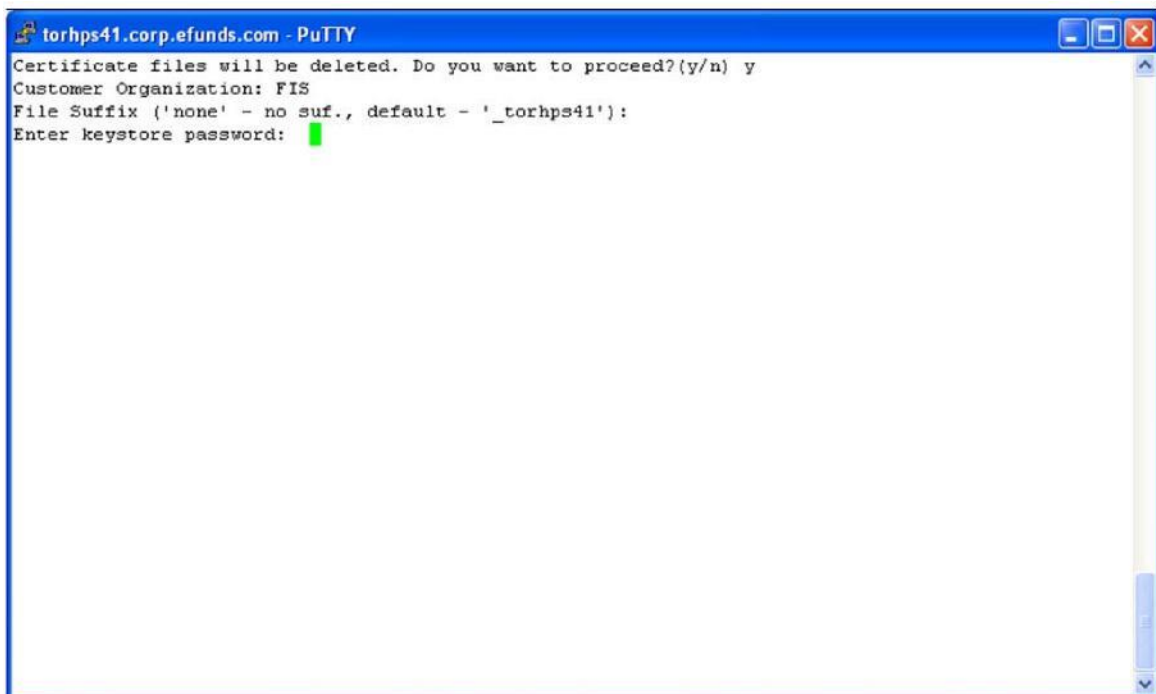 torhps41.corp.efunds.com - PuTTY
Certificate files will be deleted. Do you want to proceed?(y/n) y
Customer Organization: FIS
File Suffix ('none' - no suf., default - '_torhps41'):
Enter keystore password: